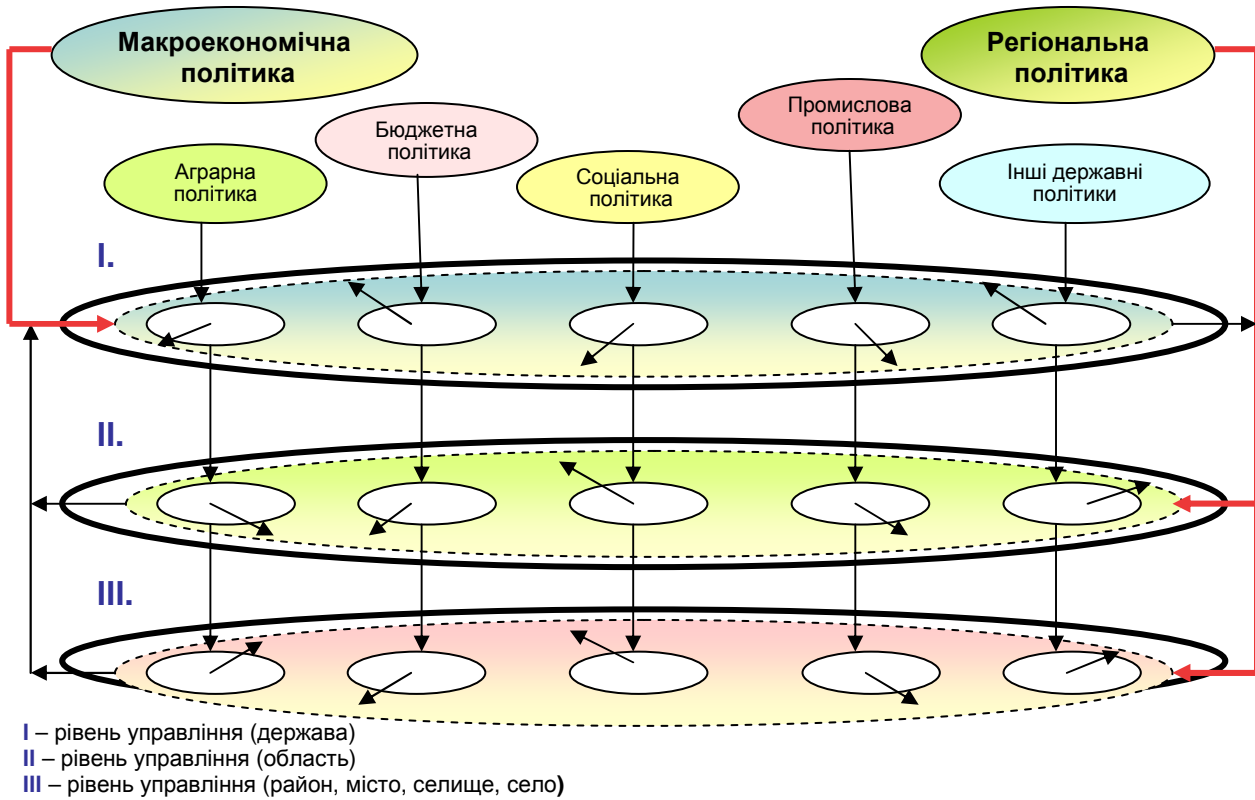 Макроекономічна
політика
Регіональна
політика
Промислова
політика
Бюджетна
політика
Аграрна
політика
Соціальна
політика
Інші державні
політики
I.
II.
III.
I – рівень управління (держава)
II – рівень управління (область)
III – рівень управління (район, місто, селище, село)